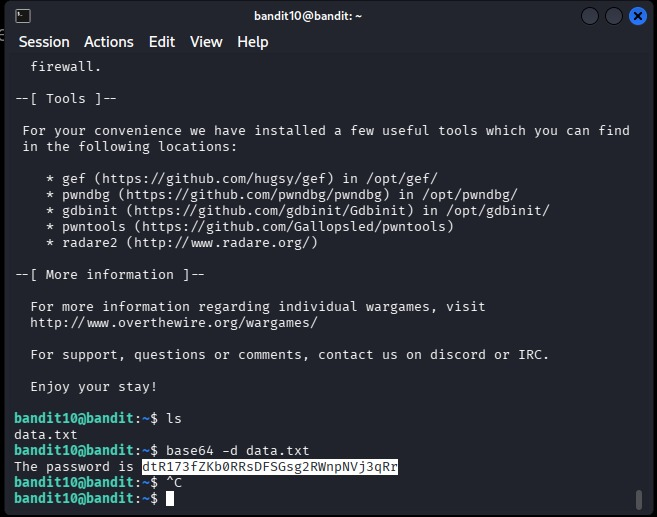 bandit10@bandit: ~
Session Actions Edit View Help
firewall.
--[ Tools ]--
For your convenience we have installed a few useful tools which you can find
in the following locations:
* gef (https://github.com/hugsy/gef) in /opt/gef/
* pwndbg (https://github.com/pwndbg/pwndbg) in /opt/pwndbg/
* gdbinit (https://github.com/gdbinit/Gdbinit) in /opt/gdbinit/
* pwntools (https://github.com/Gallopsled/pwntools)
* radare2 (http://www.radare.org/)
--[ More information ]--
For more information regarding individual wargames, visit
http://www.overthewire.org/wargames/
For support, questions or comments, contact us on discord or IRC.
Enjoy your stay!
bandit10@bandit:~$ ls
data.txt
bandit10@bandit:~$ base64 -d data.txt
The password is dtR173fZKb0RRsDFSGsg2RWnpNVj3qRr
bandit10@bandit:~$ ^C
bandit10@bandit:~$